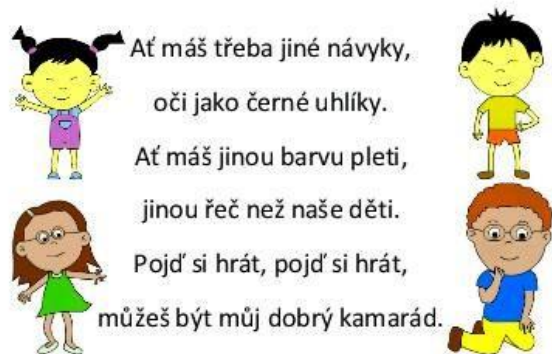 Ať máš třeba jiné návyky,
oči jako černé uhlíky.
Ať máš jinou barvu pleti,
jinou řeč než naše děti.
Pojď si hrát, pojď si hrát,
můžeš být můj dobrý kamarád.